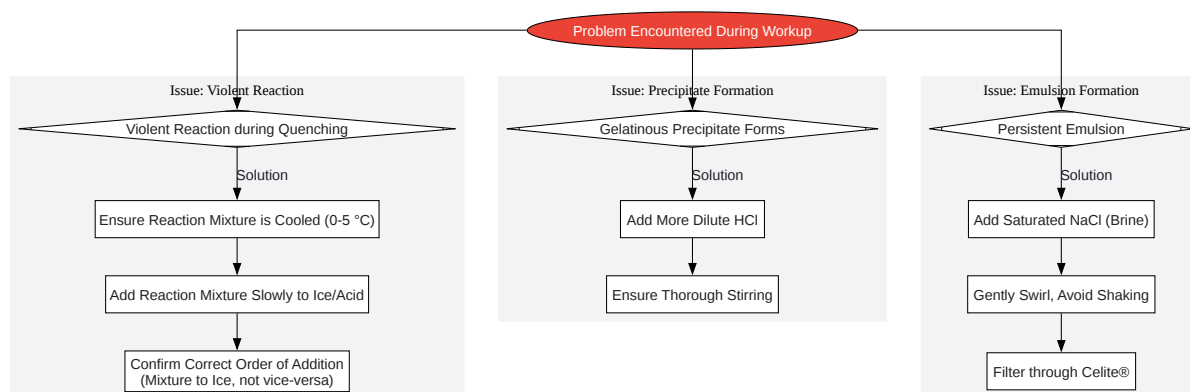 Problem Encountered During Workup
Issue: Violent Reaction
Violent Reaction during Quenching
Solution
Ensure Reaction Mixture is Cooled (0-5 °C)
Add Reaction Mixture Slowly to Ice/Acid
Confirm Correct Order of Addition
(Mixture to Ice, not vice-versa)
Issue: Precipitate Formation
Gelatinous Precipitate Forms
Solution
Add More Dilute HCl
Ensure Thorough Stirring
Issue: Emulsion Formation
Persistent Emulsion
Solution
Add Saturated NaCl (Brine)
Gently Swirl, Avoid Shaking
Filter through Celite®